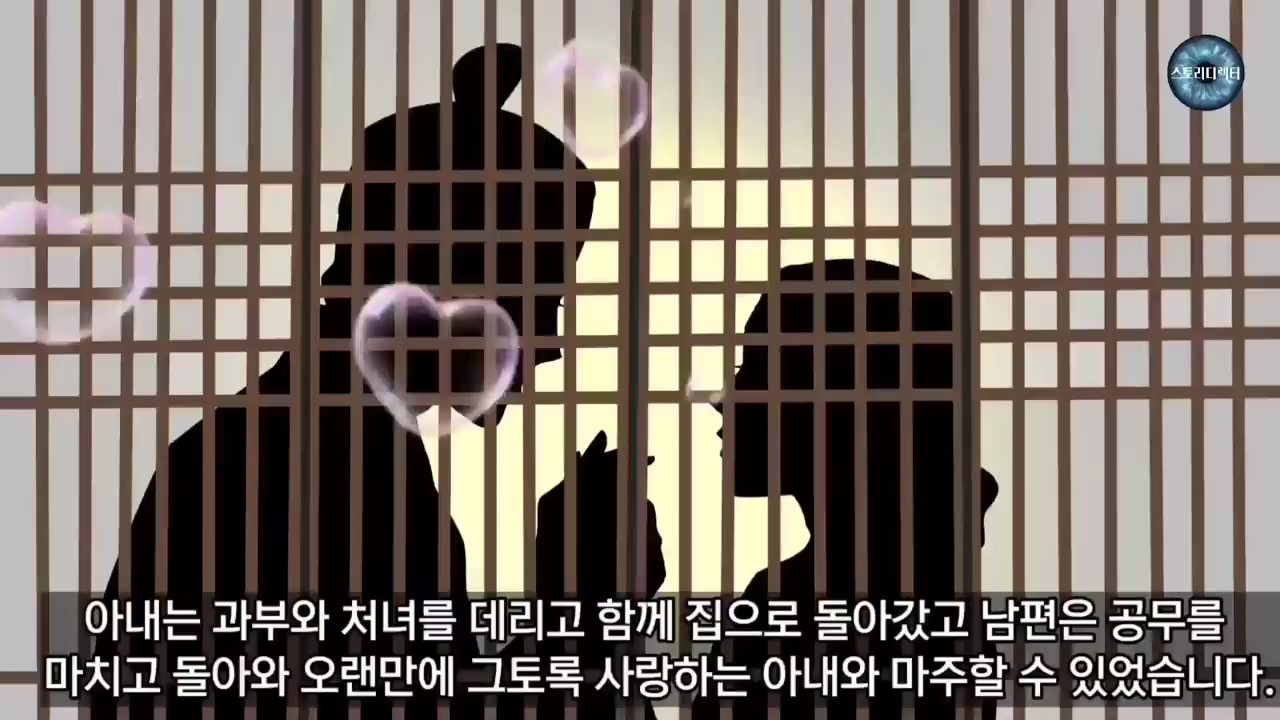 스토리디렉터
아내는 과부와 처녀를 데리고 함께 집으로 돌아갔고 남편은 공무를
마치고 돌아와 오랜만에 그토록 사랑하는 아내와 마주할 수 있었습니다.